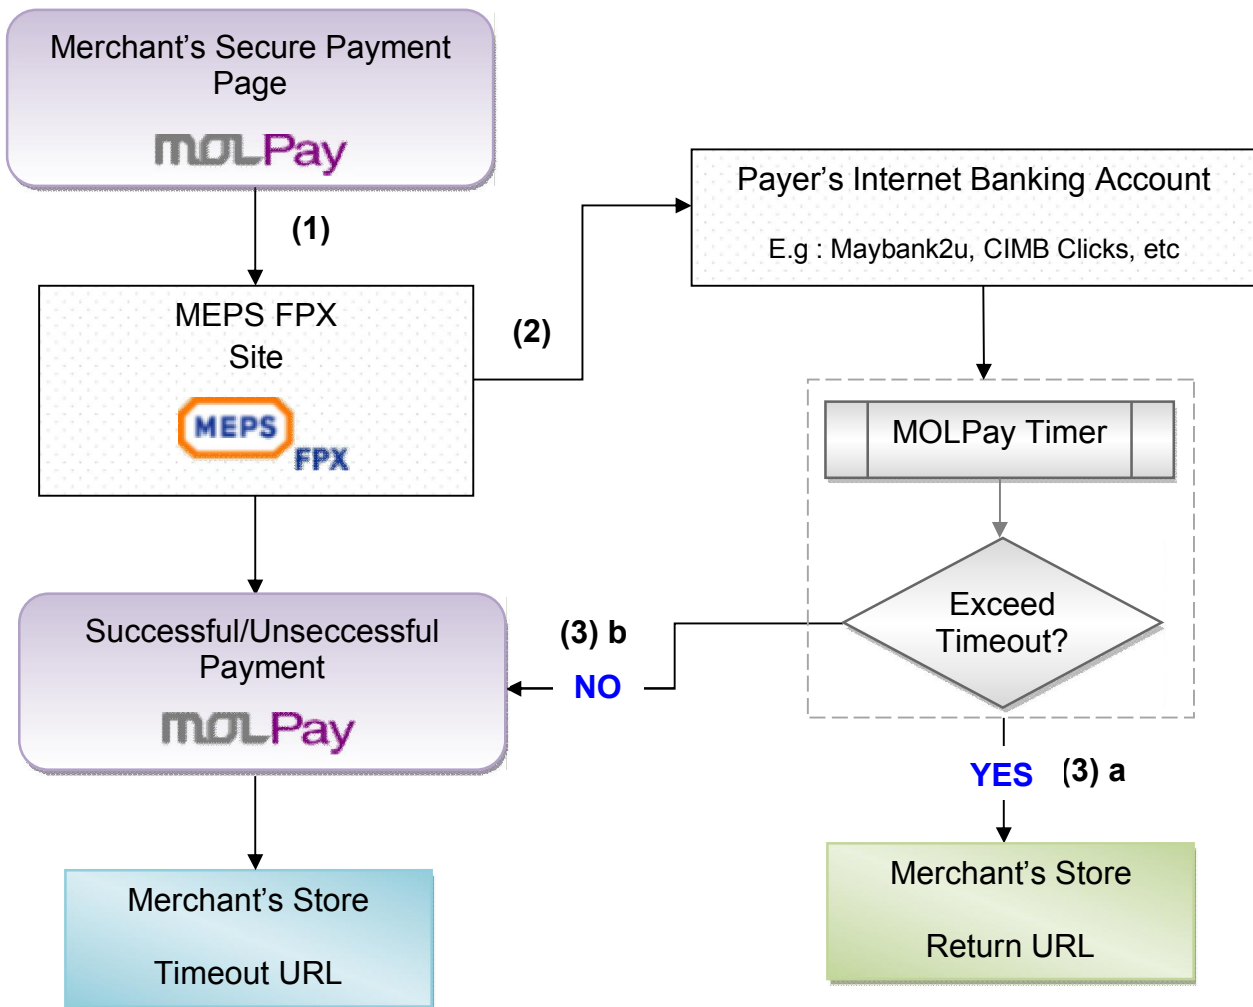 Merchant’s Secure Payment
Page
MOLPay
(1)
MEPS FPX
Site
MEPS
FPX
(2)
Payer’s Internet Banking Account
E.g : Maybank2u, CIMB Clicks, etc
MOLPay Timer
Exceed
Timeout?
(3) b
NO
YES
(3) a
Successful/Unseccessful
Payment
MOLPay
Merchant’s Store
Timeout URL
Merchant’s Store
Return URL